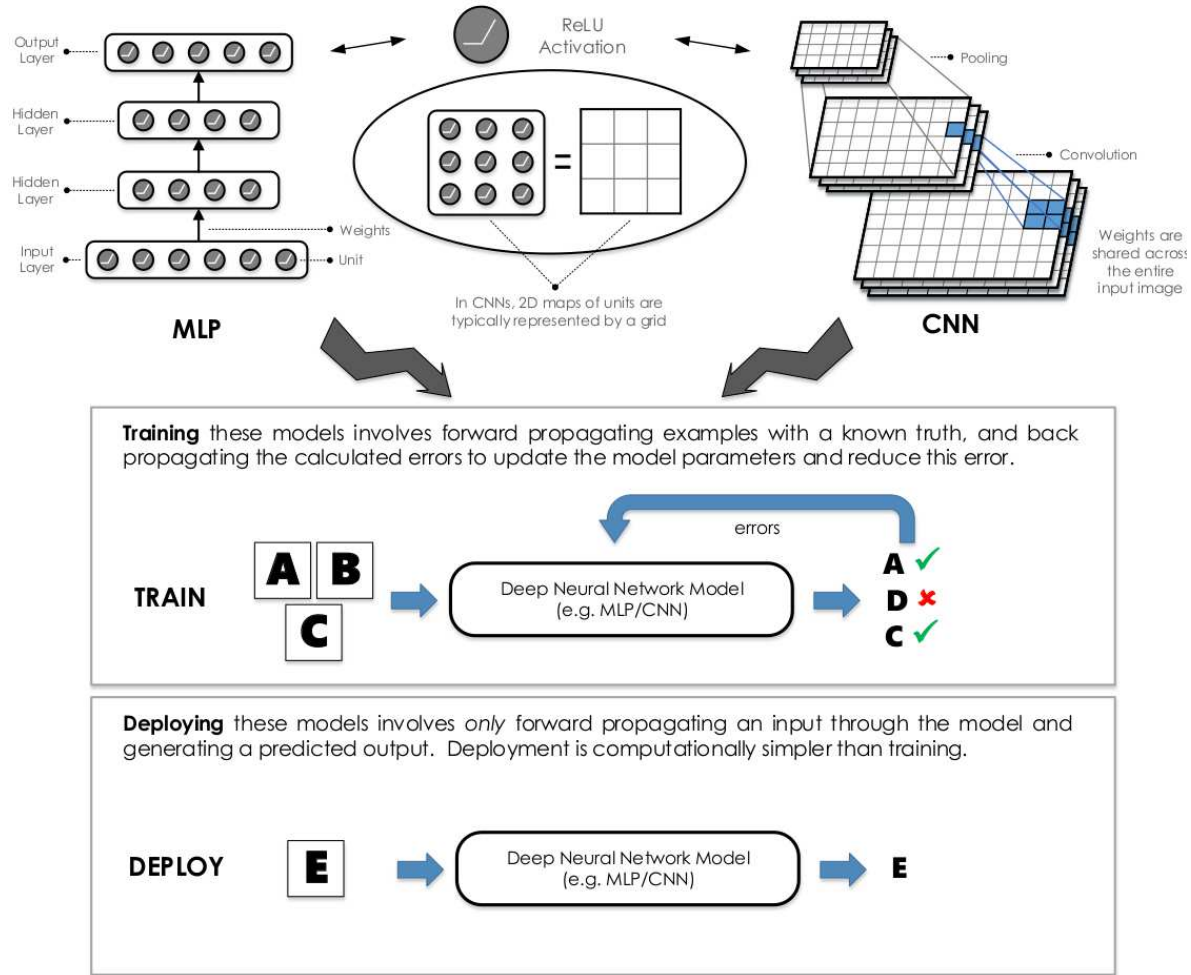 Output
Layer
Hidden
Layer
Hidden
Layer
Input
Layer
Weights
Unit
MLP
ReLU
Activation
=
In CNNs, 2D maps of units are
typically represented by a grid
Pooling
Convolution
Weights are
shared across
the entire
input image
CNN
Training these models involves forward propagating examples with a known truth, and back
propagating the calculated errors to update the model parameters and reduce this error.
TRAIN
A B
C
Deep Neural Network Model
(e.g. MLP/CNN)
errors
A
D
C
Deploying these models involves only forward propagating an input through the model and
generating a predicted output. Deployment is computationally simpler than training.
DEPLOY
E
Deep Neural Network Model
(e.g. MLP/CNN)
E